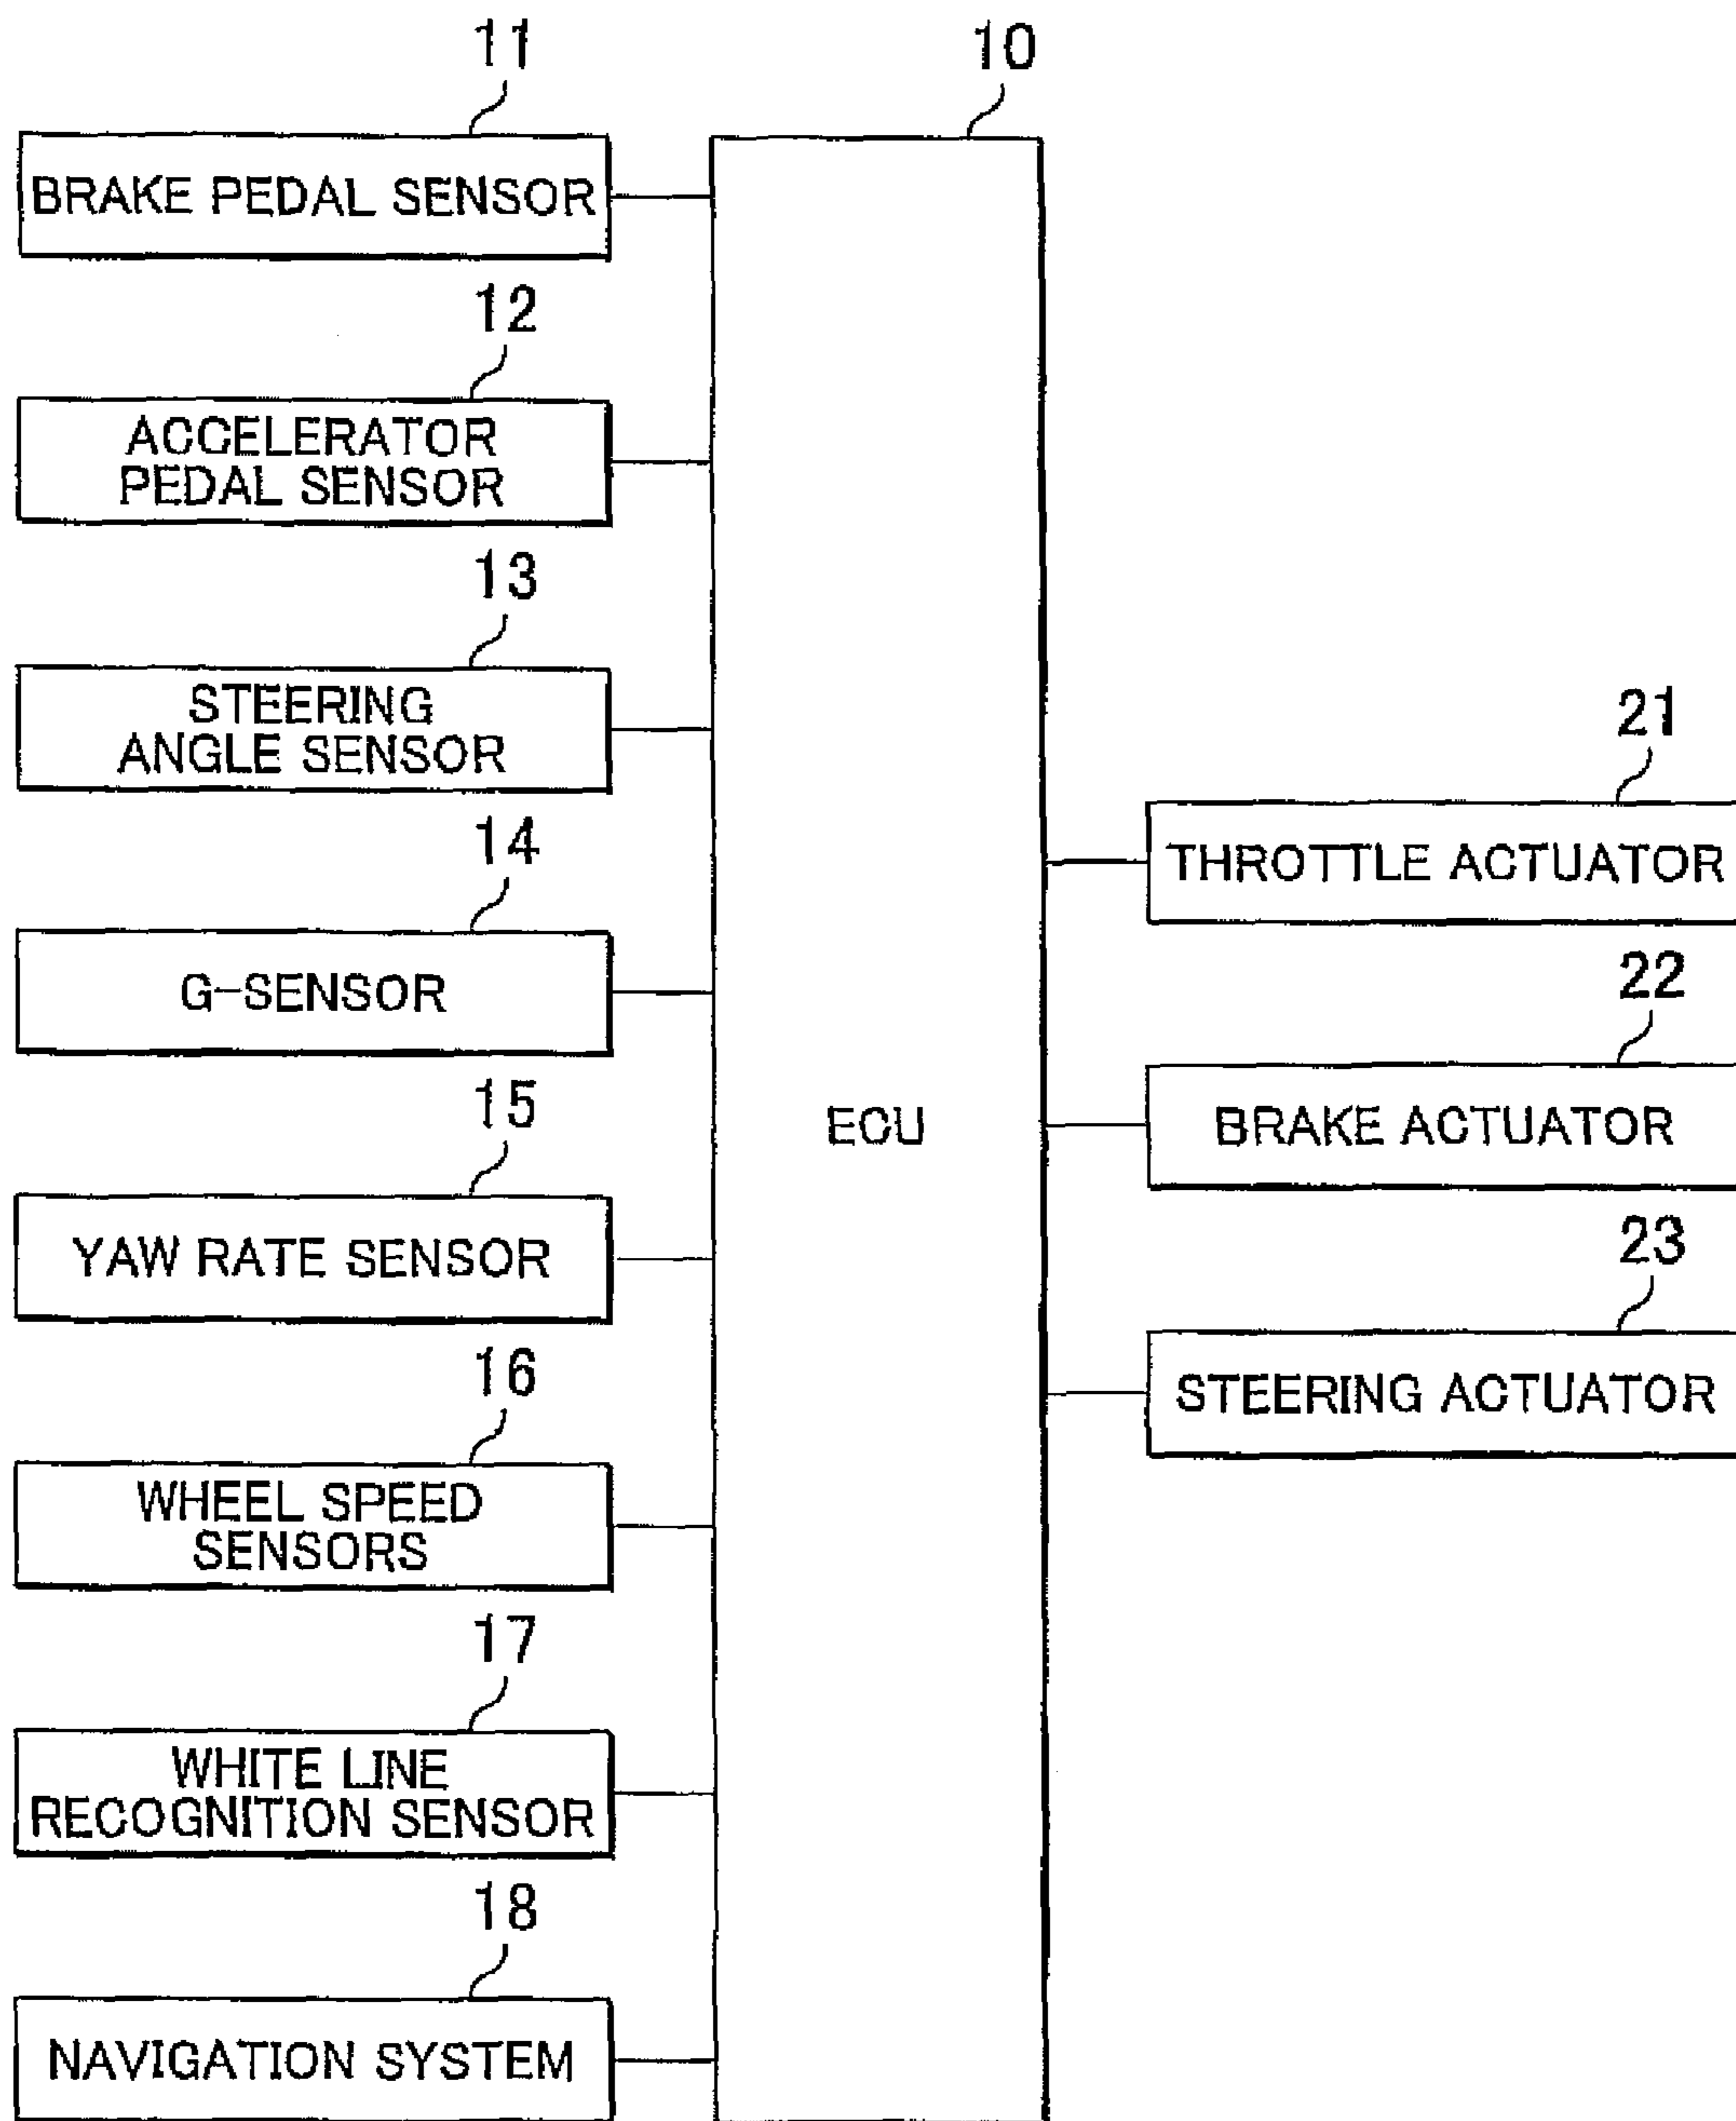 11
BRAKE PEDAL SENSOR
12
ACCELERATOR
PEDAL SENSOR
13
STEERING
ANGLE SENSOR
14
G-SENSOR
15
YAW RATE SENSOR
16
WHEEL SPEED
SENSORS
17
WHITE LINE
RECOGNITION SENSOR
18
NAVIGATION SYSTEM
10
ECU
21
THROTTLE ACTUATOR
22
BRAKE ACTUATOR
23
STEERING ACTUATOR